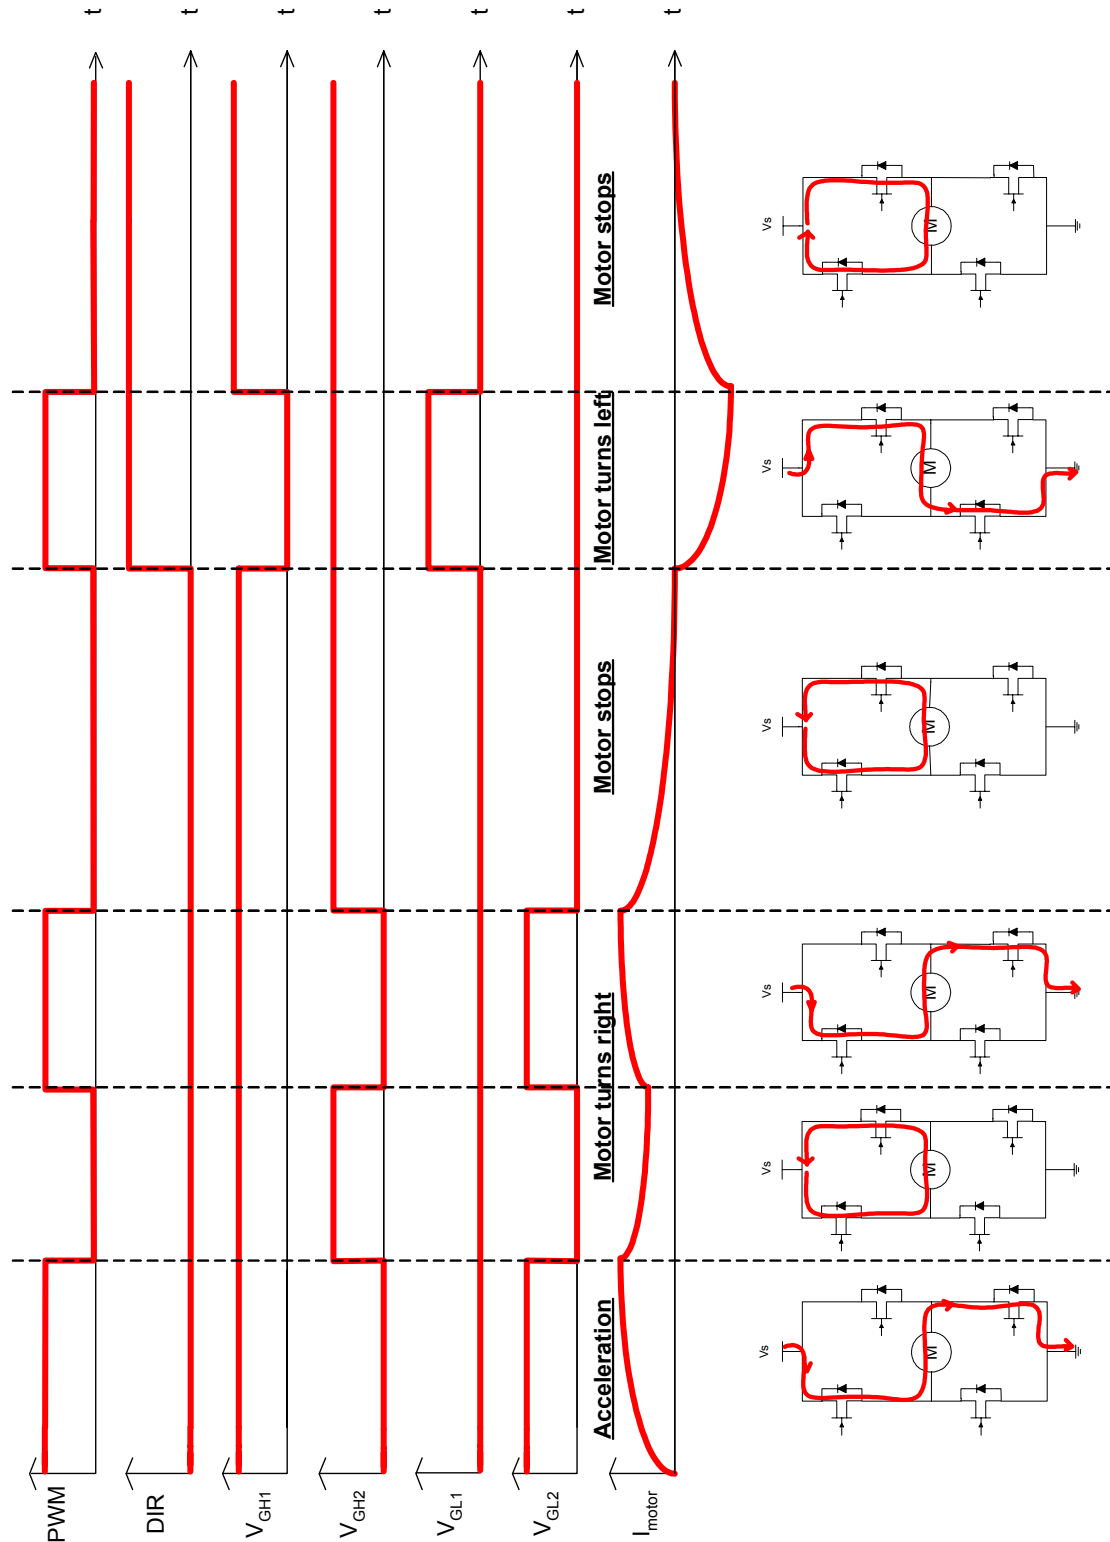 PWM
t
DIR
t
VGH1
t
VGH2
t
VGL1
t
VGL2
t
Imotor
t
Acceleration
Motor turns right
Motor stops
Motor turns left
Motor stops
Vs
M
Vs
M
Vs
M
Vs
M
Vs
M
Vs
M